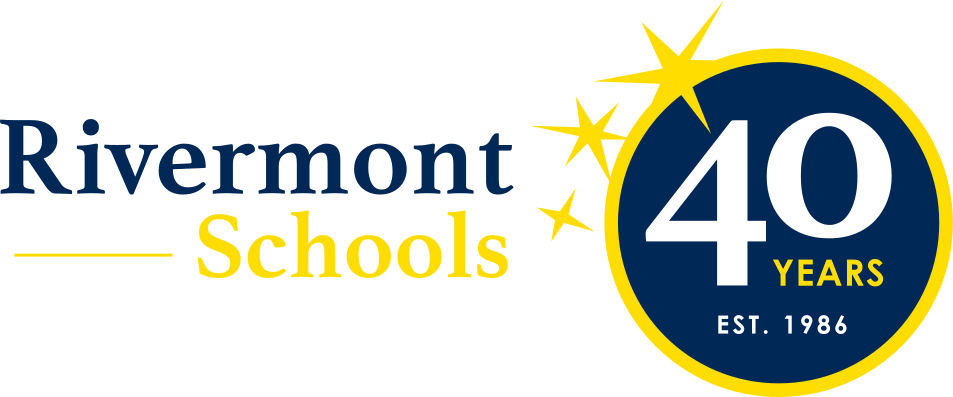 Rivermont
Schools
40
YEARS
EST. 1986